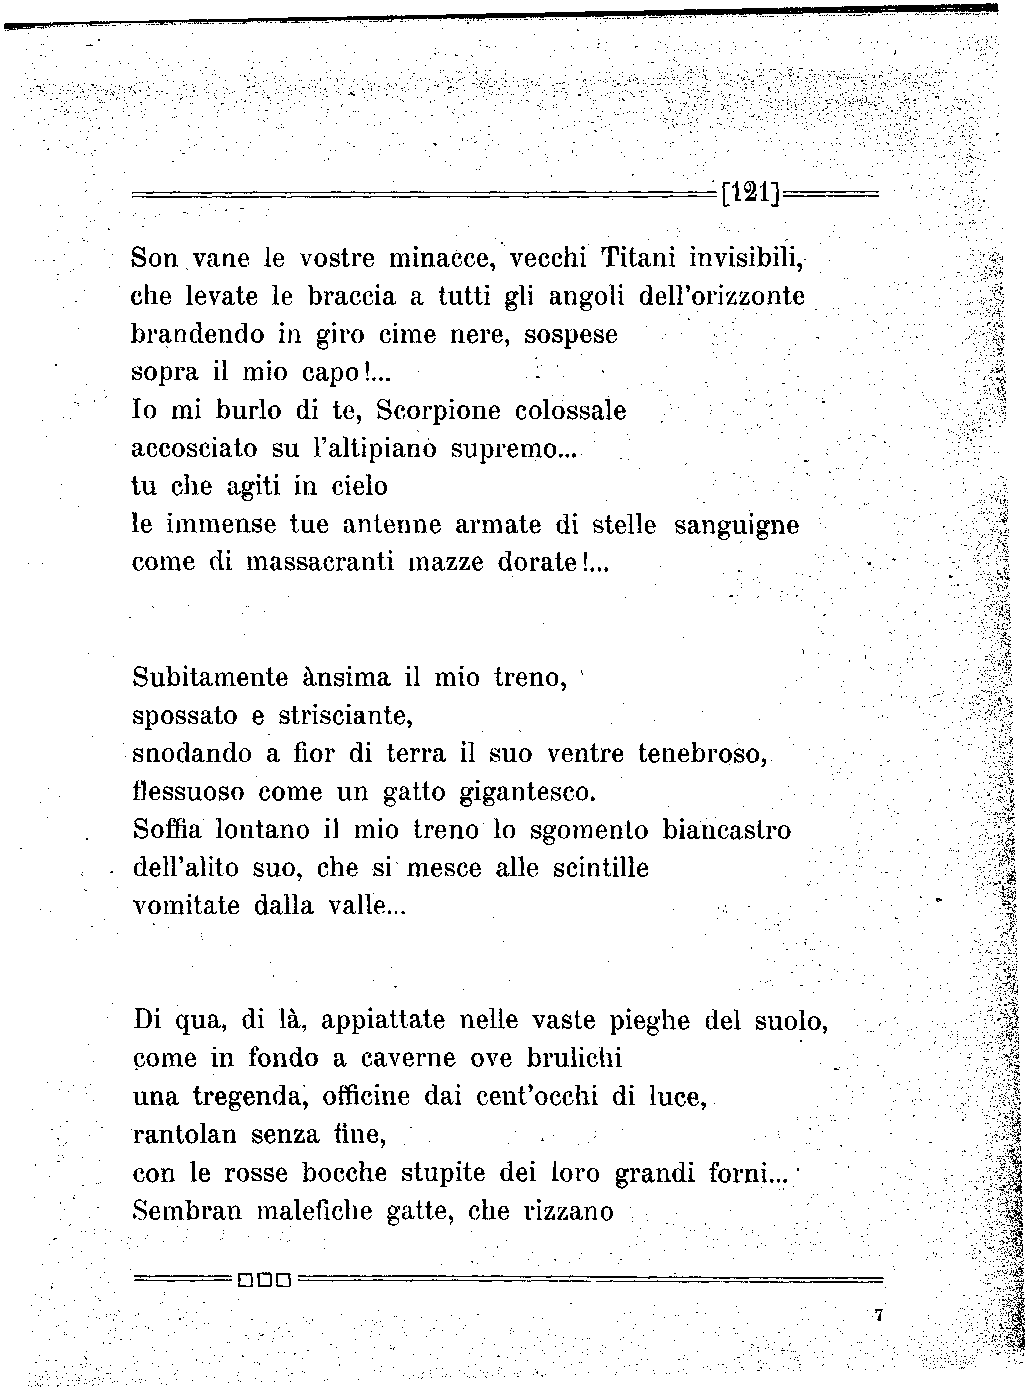 [121]
Son vane le vostre minacce, vecchi Titani invisibili,
che levate le braccia a tutti gli angoli dell'orizzonte
brandendo in giro cime nere, sospese
sopra il mio capo!...
Io mi burlo di te, Scorpione colossale
accosciato su l'altipiano supremo...
tu che agiti in cielo
le immense tue antenne armate di stelle sanguigne
come di massacranti mazze dorate!...
Subitamente ànsima il mio treno,
spossato e strisciante,
snodando a fior di terra il suo ventre tenebroso,
flessuoso come un gatto gigantesco.
Soffia lontano il mio treno lo sgomento biancastro
dell'alito suo, che si mesce alle scintille
vomitate dalla valle...
Di qua, di là, appiattate nelle vaste pieghe del suolo,
come in fondo a caverne ove brulichi
una tregenda, officine dai cent'occhi di luce,
rantolan senza fine,
con le rosse bocche stupite dei loro grandi forni...
Sembran malefiche gatte, che rizzano
7